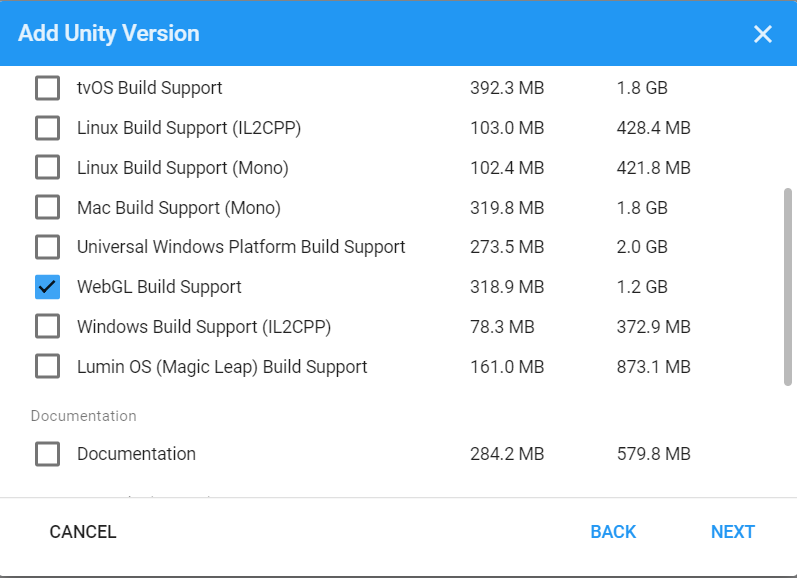 Add Unity Version
tvOS Build Support 392.3 MB 1.8 GB
Linux Build Support (IL2CPP) 103.0 MB 428.4 MB
Linux Build Support (Mono) 102.4 MB 421.8 MB
Mac Build Support (Mono) 319.8 MB 1.8 GB
Universal Windows Platform Build Support 273.5 MB 2.0 GB
WebGL Build Support 318.9 MB 1.2 GB
Windows Build Support (IL2CPP) 78.3 MB 372.9 MB
Lumin OS (Magic Leap) Build Support 161.0 MB 873.1 MB
Documentation
Documentation 284.2 MB 579.8 MB
CANCEL BACK NEXT